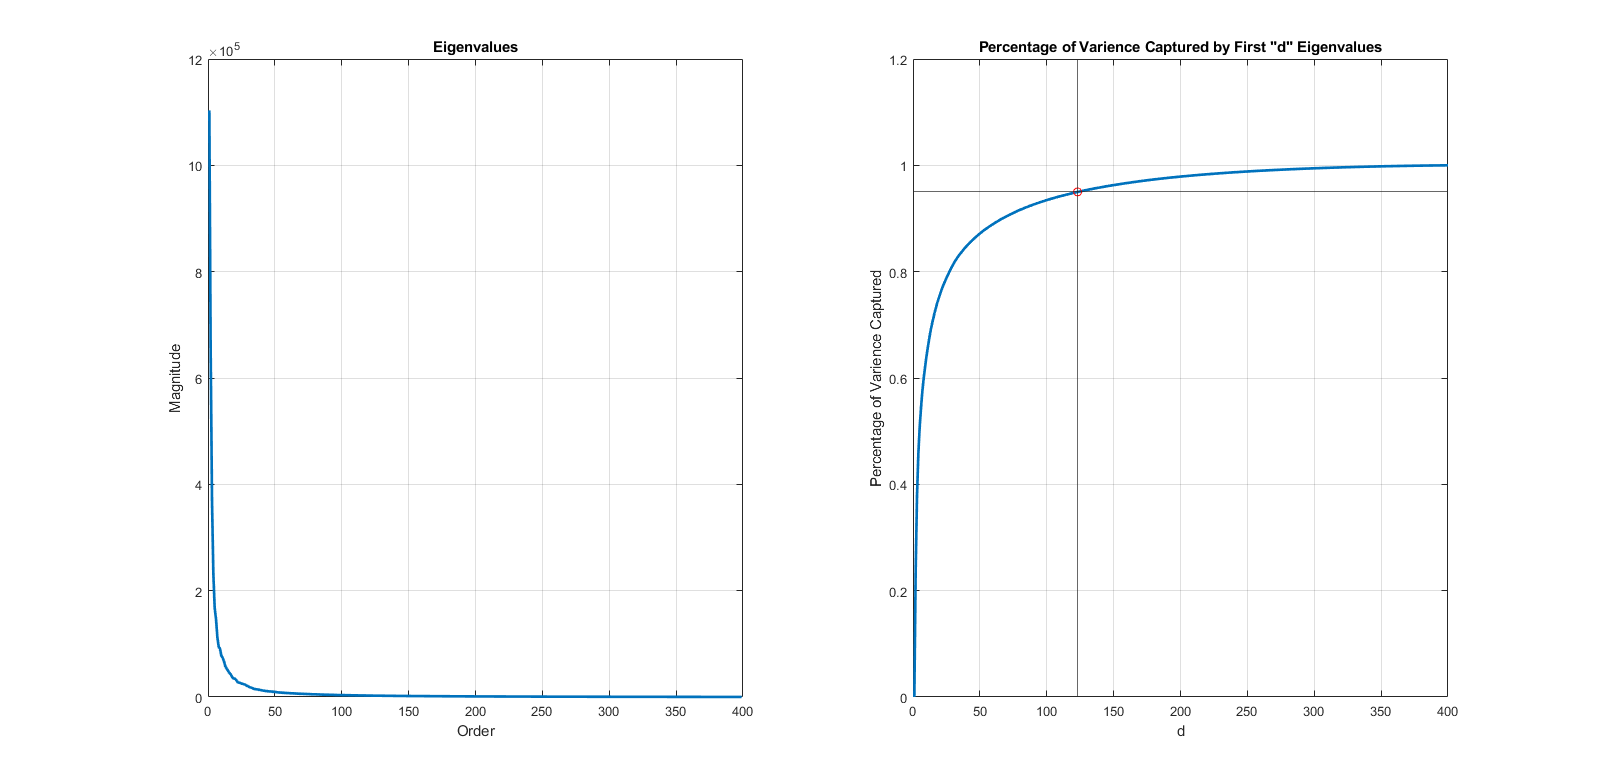 Eigenvalues
×10^5
12
10
8
6
4
2
0
Magnitude
0 50 100 150 200 250 300 350 400
Order
Percentage of Varience Captured by First "d" Eigenvalues
1.2
1
0.8
0.6
0.4
0.2
0
Percentage of Varience Captured
0 50 100 150 200 250 300 350 400
d